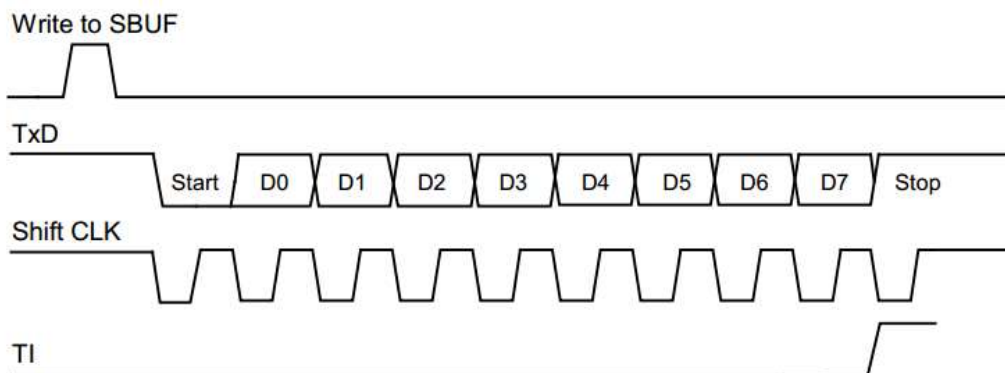 Write to SBUF
TxD
Start D0 D1 D2 D3 D4 D5 D6 D7 Stop
Shift CLK
TI